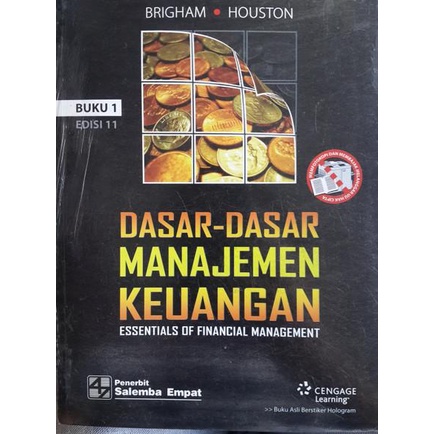 BRIGHAM • HOUSTON
BUKU 1
EDISI 11
DASAR-DASAR
MANAJEMEN
KEUANGAN
ESSENTIALS OF FINANCIAL MANAGEMENT
Penerbit
Salemba Empat
CENGAGE
Learning™
>> Buku Asli Berstiker Hologram